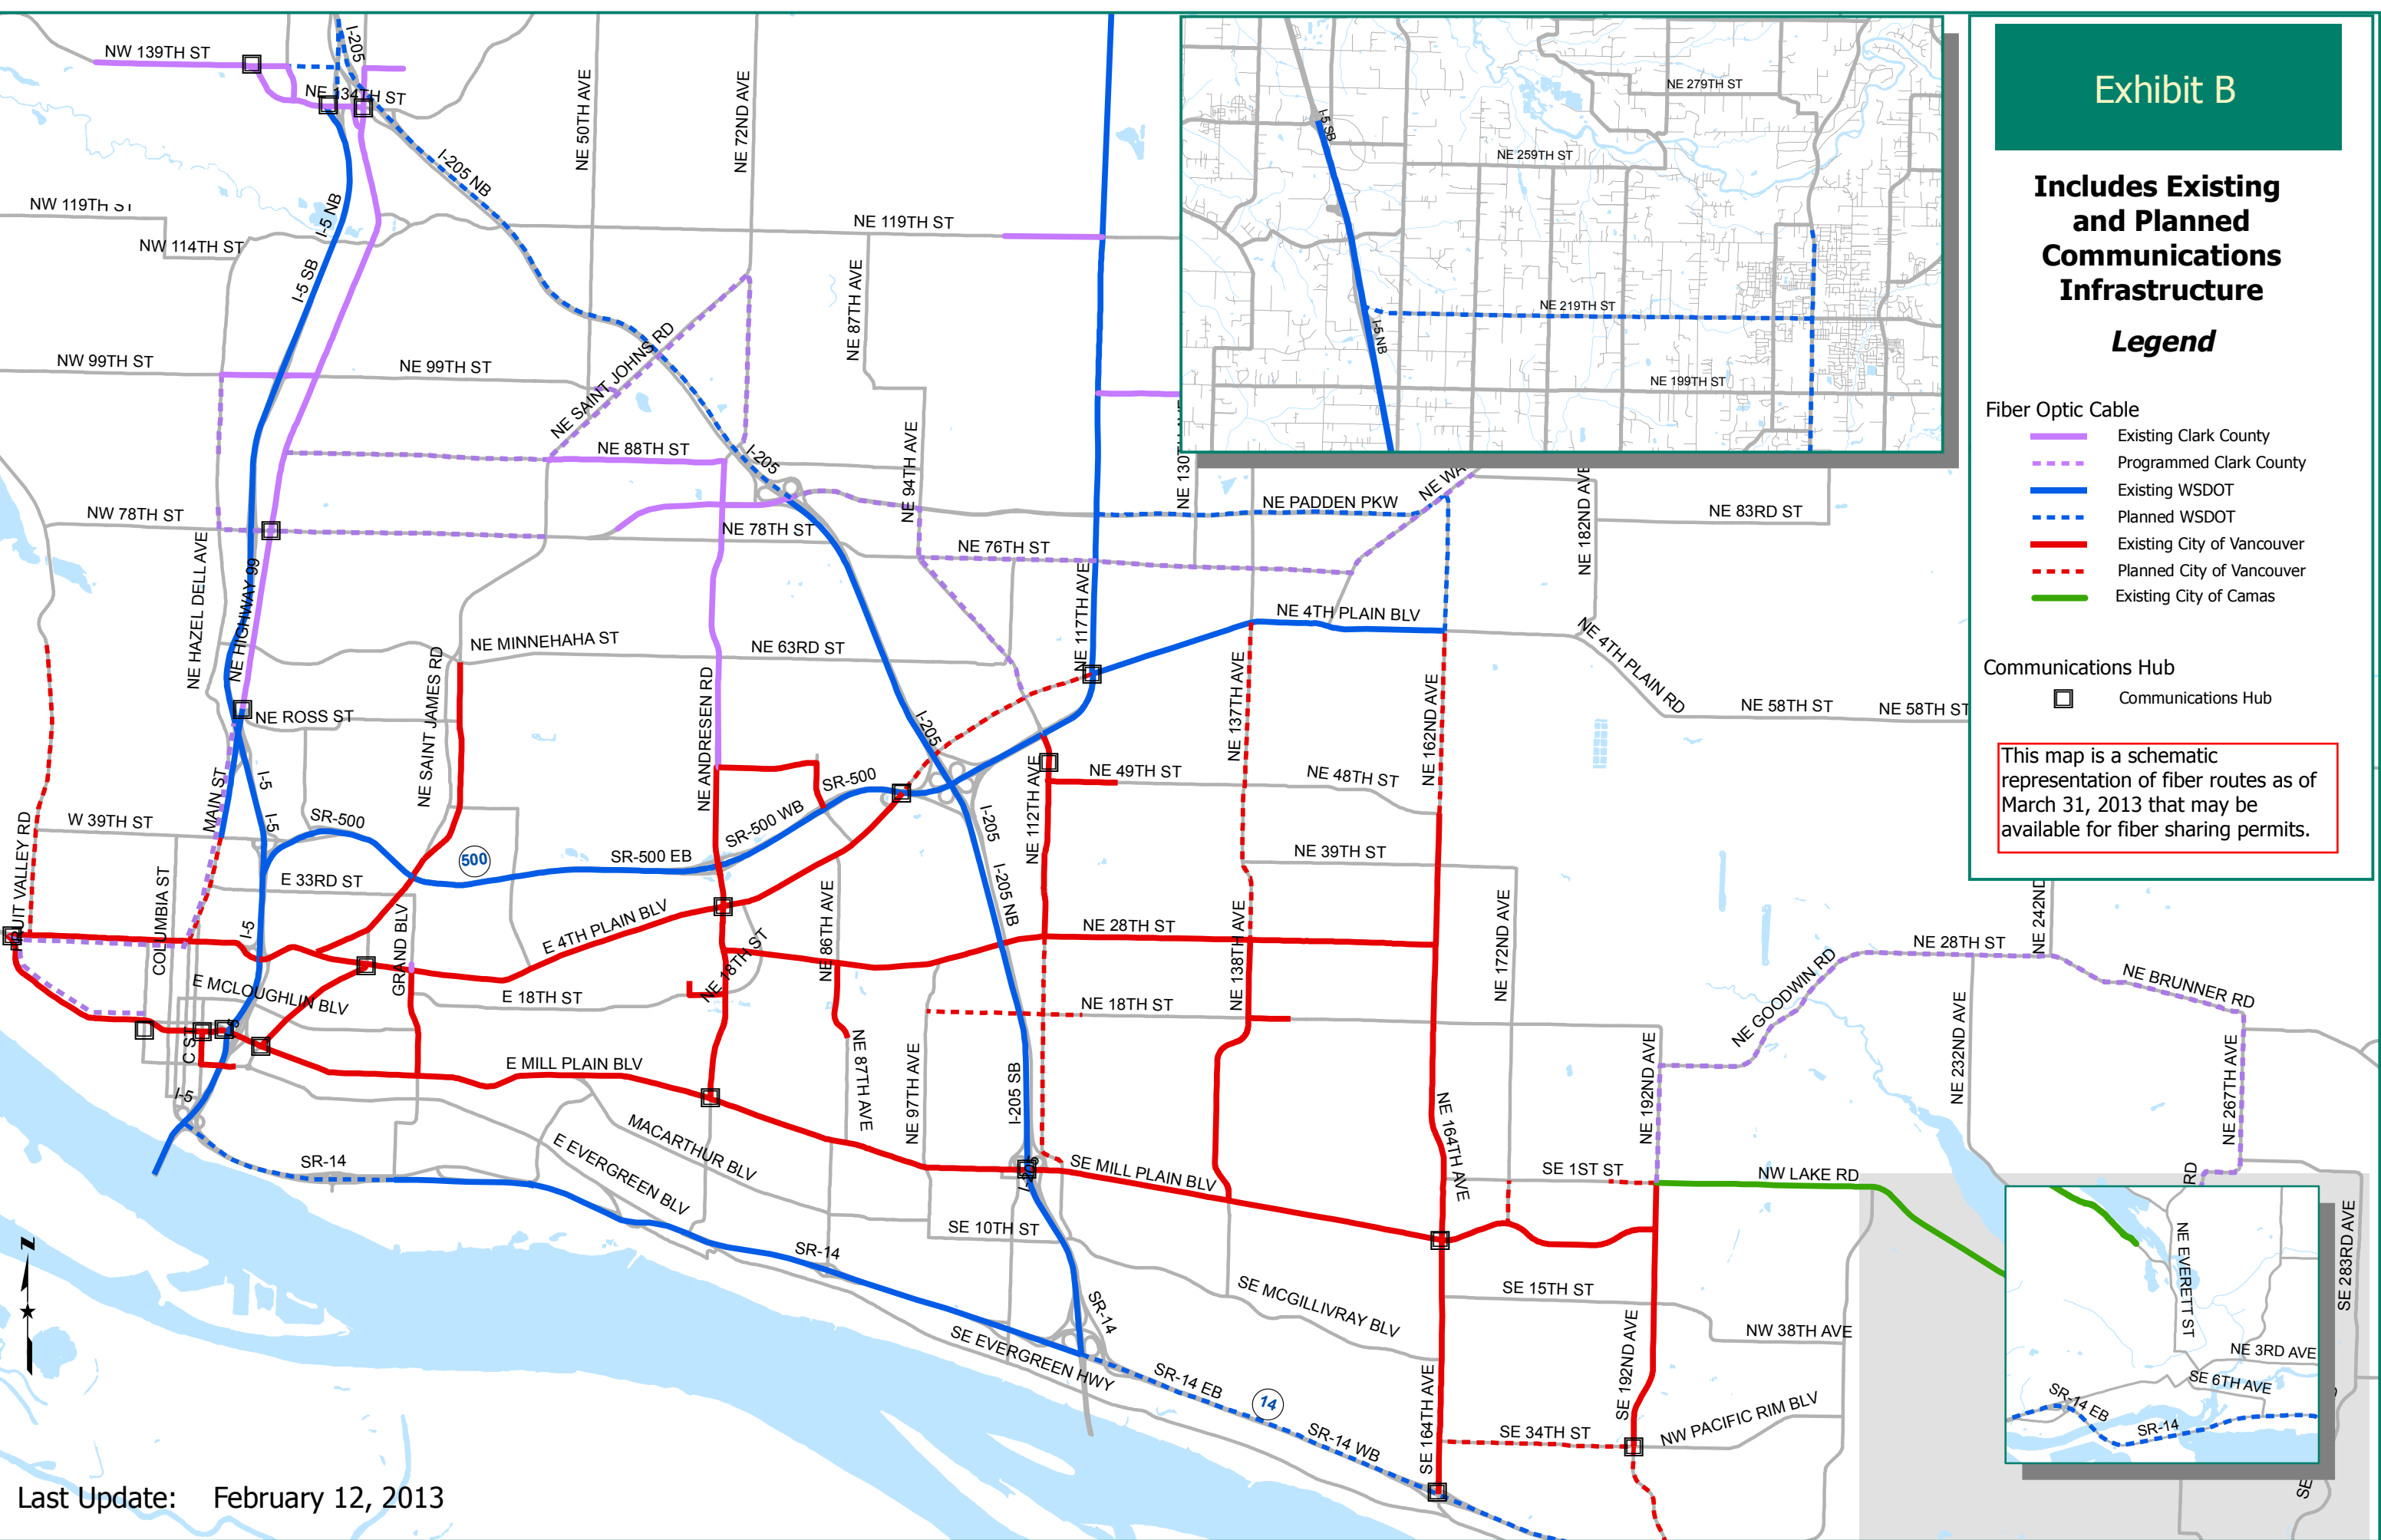 NW 139TH ST
I-205
NE 134TH ST
NE 50TH AVE
NE 72ND AVE
I-205 NB
NW 119TH ST
NW 114TH ST
I-5 NB
I-5 SB
NE 119TH ST
NE 87TH AVE
NE SAINT JOHNS RD
NW 99TH ST
NE 99TH ST
NE 88TH ST
I-205
NE 94TH AVE
NE 130T
NE PADDEN PKW
NE WA
NE 182ND AVE
NE 83RD ST
NW 78TH ST
NE 78TH ST
NE 76TH ST
NE HAZEL DELL AVE
NE HIGHWAY 99
NE 117TH AVE
NE 4TH PLAIN BLV
NE 4TH PLAIN RD
NE MINNEHAHA ST
NE 63RD ST
NE SAINT JAMES RD
NE ANDRESEN RD
NE 137TH AVE
NE 162ND AVE
NE 58TH ST
NE 58TH ST
NE ROSS ST
I-205
MAIN ST
I-5
I-5
SR-500
SR-500
SR-500 WB
SR-500 EB
500
NE 49TH ST
NE 48TH ST
NE 112TH AVE
I-205
I-205 NB
W 39TH ST
NE 39TH ST
FRUIT VALLEY RD
COLUMBIA ST
E 33RD ST
I-5
GRAND BLV
E 4TH PLAIN BLV
NE 18TH ST
NE 86TH AVE
NE 28TH ST
NE 138TH AVE
NE 172ND AVE
NE 28TH ST
NE 242ND
NE GOODWIN RD
NE BRUNNER RD
E MCLOUGHLIN BLV
E 18TH ST
NE 18TH ST
C ST
E MILL PLAIN BLV
NE 87TH AVE
NE 97TH AVE
I-205 SB
NE 164TH AVE
NE 192ND AVE
NE 232ND AVE
NE 267TH AVE
I-5
SR-14
MACARTHUR BLV
E EVERGREEN BLV
SE MILL PLAIN BLV
I-205
SE 1ST ST
NW LAKE RD
RD
SE 283RD AVE
SE 10TH ST
SR-14
SR-14
SE MCGILLIVRAY BLV
SE 15TH ST
NW 38TH AVE
SE EVERGREEN HWY
SR-14 EB
14
SR-14 WB
SE 164TH AVE
SE 192ND AVE
SE 34TH ST
NW PACIFIC RIM BLV
SE
z
Last Update: February 12, 2013
I-5 SB
NE 279TH ST
NE 259TH ST
NE 219TH ST
I-5 NB
NE 199TH ST
NE EVERETT ST
NE 3RD AVE
SE 6TH AVE
SR-14 EB
SR-14
Exhibit B
Includes Existing
and Planned
Communications
Infrastructure
Legend
Fiber Optic Cable
Existing Clark County
Programmed Clark County
Existing WSDOT
Planned WSDOT
Existing City of Vancouver
Planned City of Vancouver
Existing City of Camas
Communications Hub
Communications Hub
This map is a schematic
representation of fiber routes as of
March 31, 2013 that may be
available for fiber sharing permits.